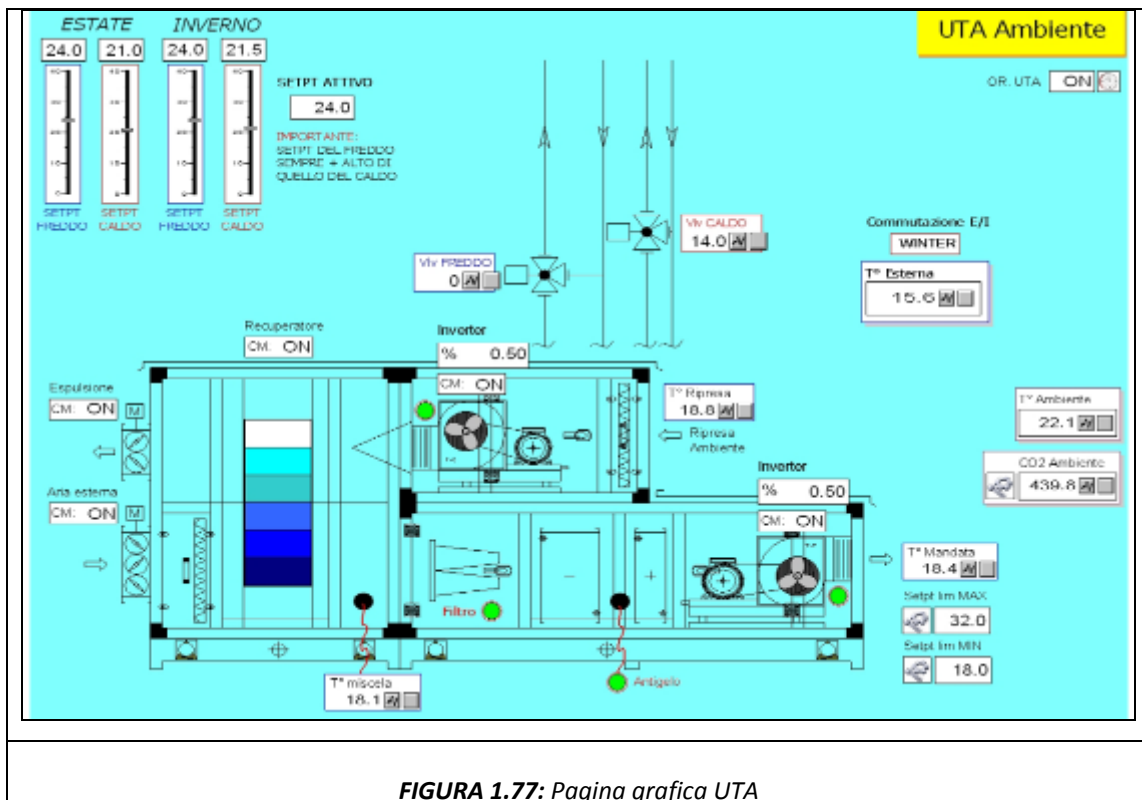 ESTATE INVERNO
24.0 21.0 24.0 21.5
SETPT FREDDO
SETPT CALDO
SETPT FREDDO
SETPT CALDO
SETPT ATTIVO
24.0
IMPORTANTE:
SETPT DEL FREDDO
SEMPRE + ALTO DI
QUELLO DEL CALDO
UTA Ambiente
OR. UTA ON
Vlv CALDO
14.0
Vlv FREDDO
0
Commutazione E/I
WINTER
T° Esterna
15.6
Recuperatore
CM: ON
Invertor
% 0.50
CM: ON
Espulsione
CM: ON
M
T° Ripresa
18.8
Ripresa
Ambiente
T° Ambiente
22.1
CO2 Ambiente
439.8
Invertor
% 0.50
CM: ON
Aria esterna
CM: ON
M
T° Mandata
18.4
Setpt lim MAX
32.0
Setpt lim MIN
18.0
Filtro
T° miscela
18.1
Antigelo
FIGURA 1.77: Pagina grafica UTA